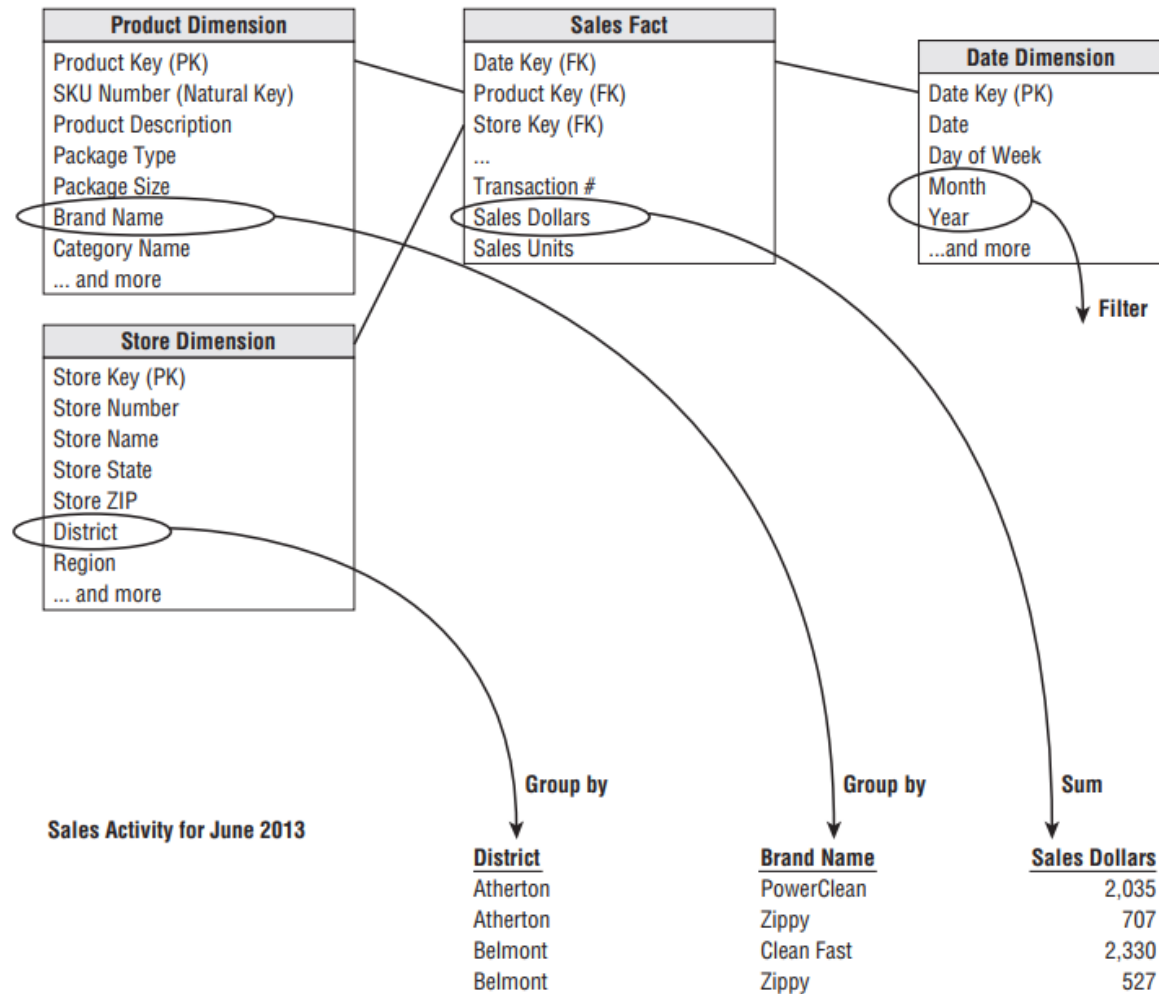 Product Dimension
Product Key (PK)
SKU Number (Natural Key)
Product Description
Package Type
Package Size
Brand Name
Category Name
... and more
Sales Fact
Date Key (FK)
Product Key (FK)
Store Key (FK)
...
Transaction #
Sales Dollars
Sales Units
Date Dimension
Date Key (PK)
Date
Day of Week
Month
Year
...and more
Filter
Store Dimension
Store Key (PK)
Store Number
Store Name
Store State
Store ZIP
District
Region
... and more
Group by
Group by
Sum
Sales Activity for June 2013
District Brand Name Sales Dollars
Atherton PowerClean 2,035
Atherton Zippy 707
Belmont Clean Fast 2,330
Belmont Zippy 527